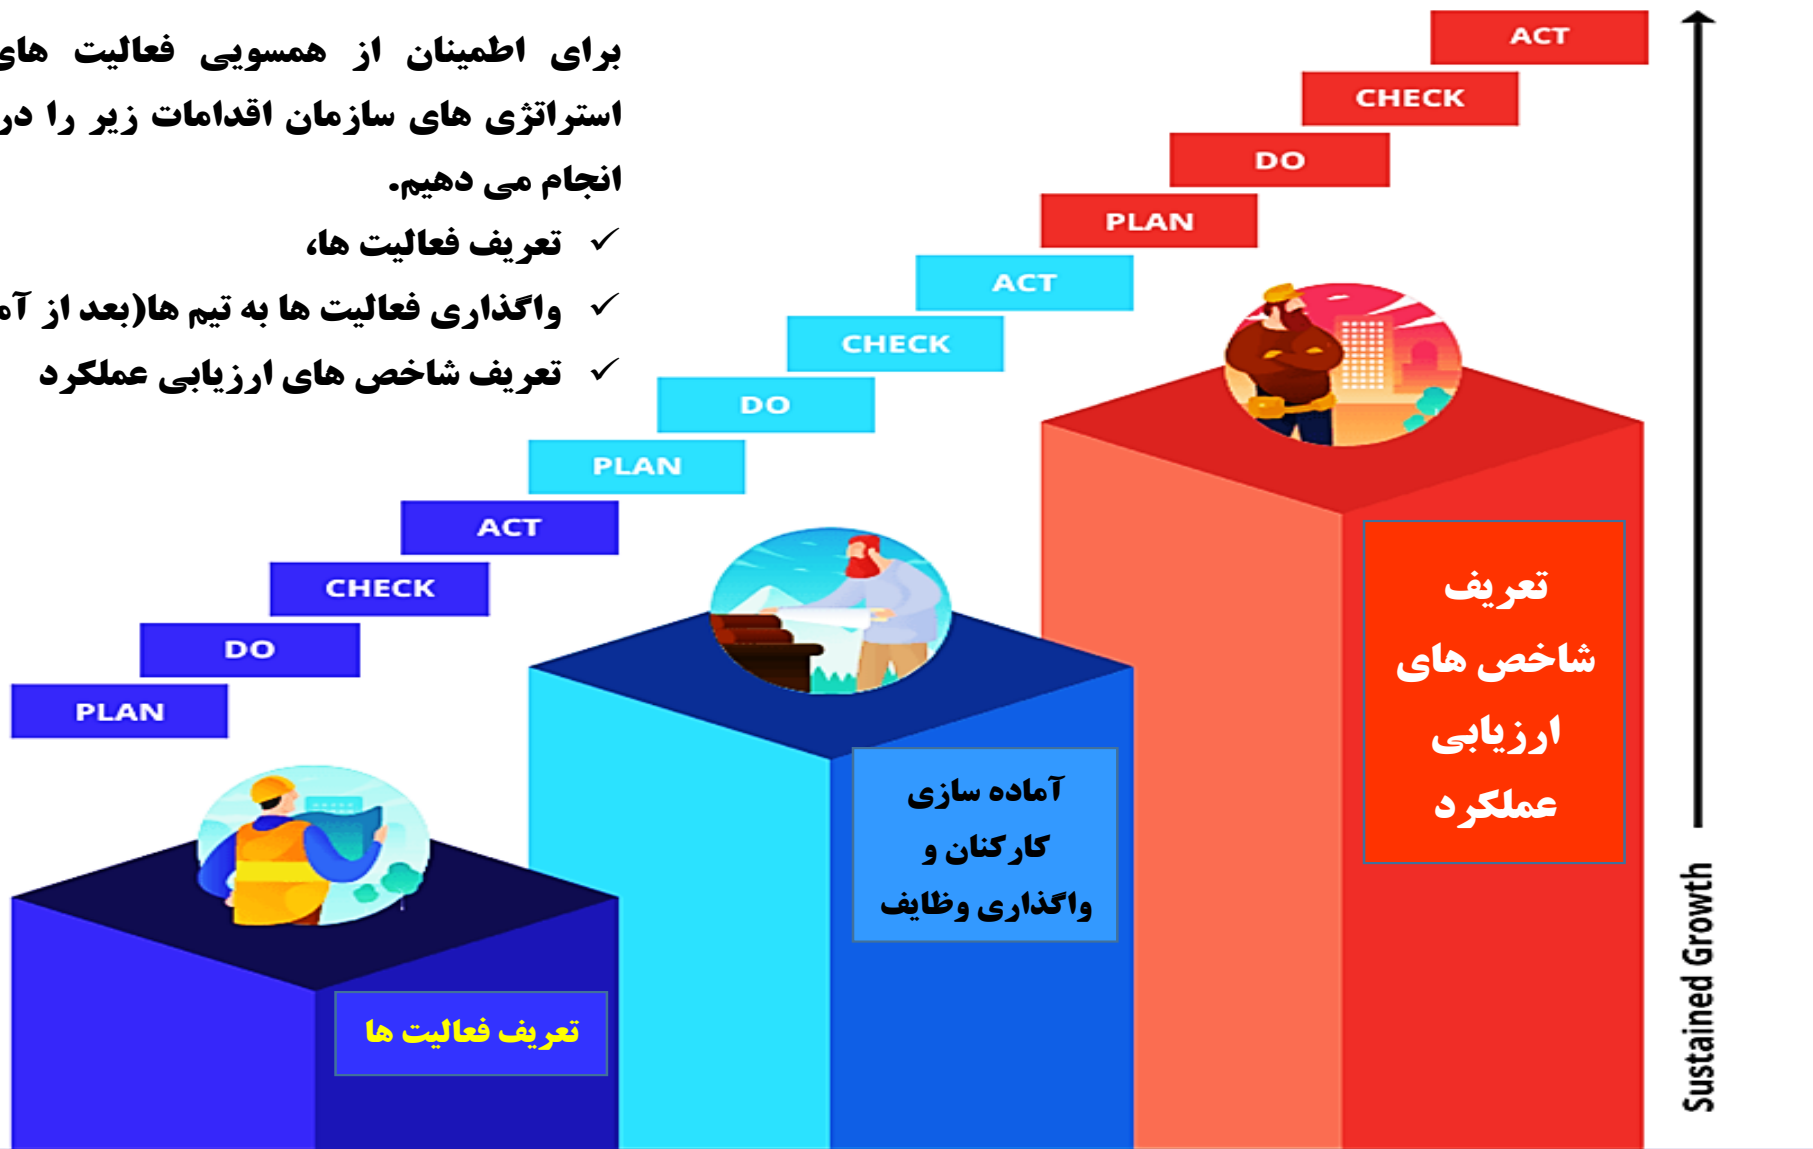 برای اطمینان از همسویی فعالیت های
استراتژی های سازمان اقدامات زیر را در
انجام می دهیم.
✓ تعریف فعالیت ها،
✓ واگذاری فعالیت ها به تیم ها(بعد از
✓ تعریف شاخص های ارزیابی عملکرد
ACT
CHECK
DO
PLAN
ACT
CHECK
DO
PLAN
ACT
CHECK
DO
PLAN
تعریف
شاخص های
ارزیابی
عملکرد
آماده سازی
کارکنان و
واگذاری وظایف
تعریف فعالیت ها
Sustained Growth